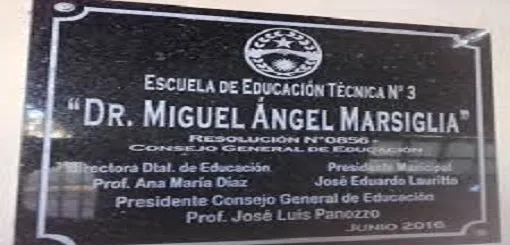 ESCUELA DE EDUCACIÓN TÉCNICA Nº 3
"DR. MIGUEL ÁNGEL MARSIGLIA"
RESOLUCIÓN Nº0856 -
CONSEJO GENERAL DE EDUCACIÓN
Directora Dtal. de Educación
Prof. Ana María Díaz
Presidente Municipal
José Eduardo Lauritto
Presidente Consejo General de Educación
Prof. José Luis Panozzo
JUNIO 2016